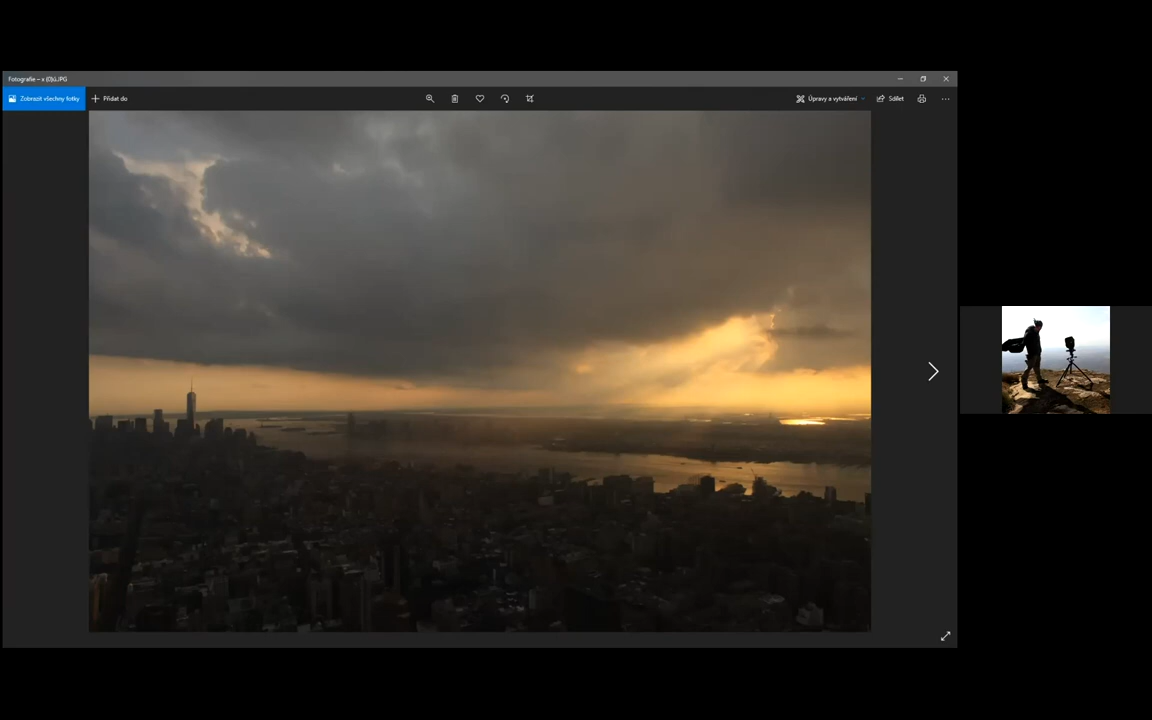 Fotografie – x (0)ů.JPG
Zobrazit všechny fotky
Přidat do
Úpravy a vytváření
Sdílet